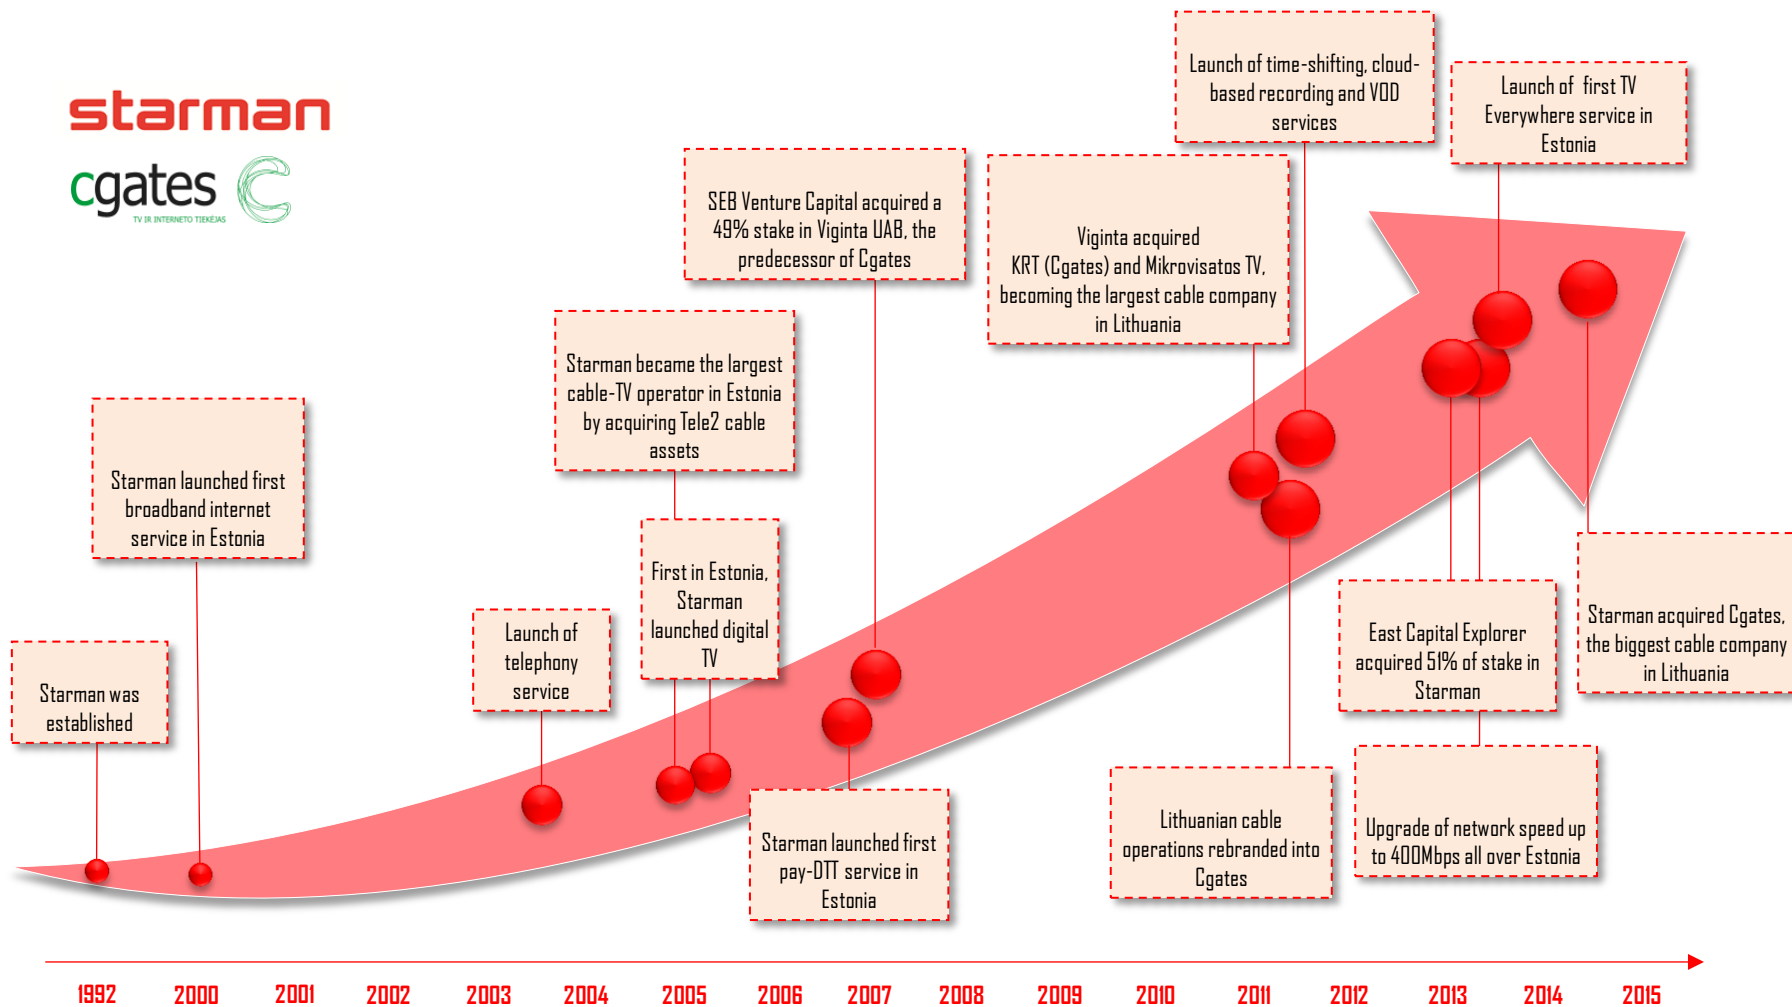 starman
cgates
TV IR INTERNETO TIEKĖJAS
Starman was
established
Starman launched first
broadband internet
service in Estonia
Launch of
telephony
service
Starman became the largest
cable-TV operator in Estonia
by acquiring Tele2 cable
assets
First in Estonia,
Starman
launched digital
TV
SEB Venture Capital acquired a
49% stake in Viginta UAB, the
predecessor of Cgates
Starman launched first
pay-DTT service in
Estonia
Viginta acquired
KRT (Cgates) and Mikrovisatos TV,
becoming the largest cable company
in Lithuania
Launch of time-shifting, cloud-
based recording and VOD
services
Lithuanian cable
operations rebranded into
Cgates
Launch of first TV
Everywhere service in
Estonia
East Capital Explorer
acquired 51% of stake in
Starman
Upgrade of network speed up
to 400Mbps all over Estonia
Starman acquired Cgates,
the biggest cable company
in Lithuania
1992 2000 2001 2002 2003 2004 2005 2006 2007 2008 2009 2010 2011 2012 2013 2014 2015